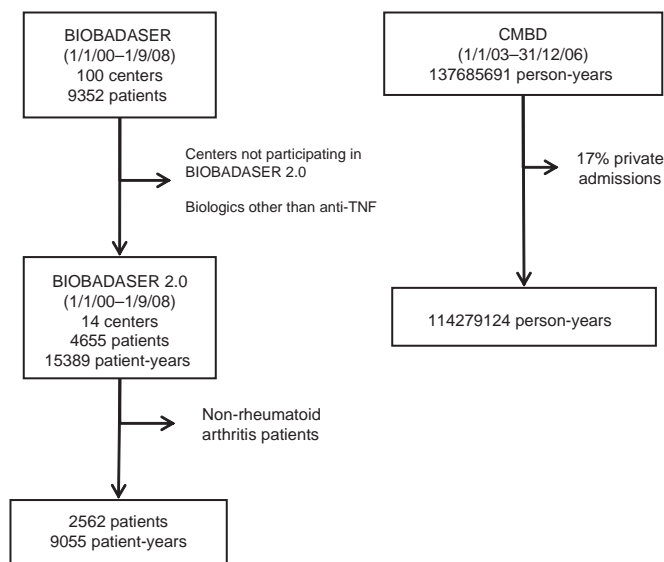 BIOBADASER
(1/1/00–1/9/08)
100 centers
9352 patients
Centers not participating in
BIOBADASER 2.0
Biologics other than anti-TNF
BIOBADASER 2.0
(1/1/00–1/9/08)
14 centers
4655 patients
15389 patient-years
Non-rheumatoid
arthritis patients
2562 patients
9055 patient-years
CMBD
(1/1/03–31/12/06)
137685691 person-years
17% private
admissions
114279124 person-years